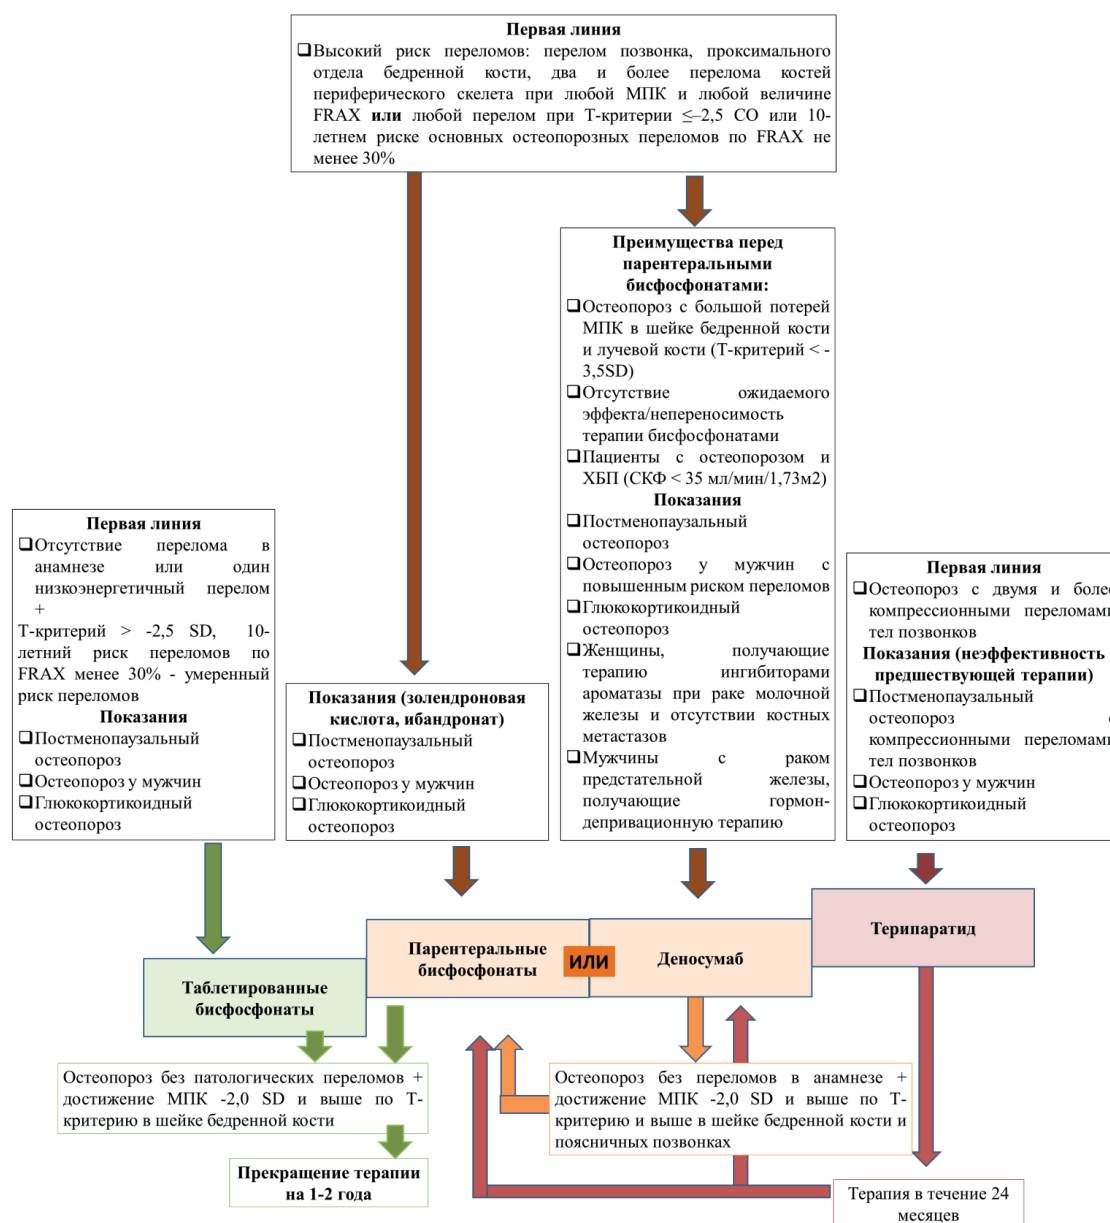 Первая линия
❑Высокий риск переломов: перелом позвонка, проксимального
отдела бедренной кости, два и более перелома костей
периферического скелета при любой МПК и любой величине
FRAX или любой перелом при Т-критерии ≤–2,5 СО или 10-
летнем риске основных остеопорозных переломов по FRAX не
менее 30%
Преимущества перед
парентеральными
бисфосфонатами:
❑Остеопороз с большой потерей
МПК в шейке бедренной кости
и лучевой кости (Т-критерий < -
3,5SD)
❑Отсутствие ожидаемого
эффекта/непереносимость
терапии бисфосфонатами
❑Пациенты с остеопорозом и
ХБП (СКФ < 35 мл/мин/1,73м2)
Показания
❑Постменопаузальный
остеопороз
❑Остеопороз у мужчин с
повышенным риском переломов
❑Глюкокортикоидный
остеопороз
❑Женщины, получающие
терапию ингибиторами
ароматазы при раке молочной
железы и отсутствии костных
метастазов
❑Мужчины с раком
предстательной железы,
получающие гормон-
депривационную терапию
Первая линия
❑Отсутствие перелома в
анамнезе или один
низкоэнергетичный перелом
+
Т-критерий > -2,5 SD, 10-
летний риск переломов по
FRAX менее 30% - умеренный
риск переломов
Показания
❑Постменопаузальный
остеопороз
❑Остеопороз у мужчин
❑Глюкокортикоидный
остеопороз
Показания (золендроновая
кислота, ибандронат)
❑Постменопаузальный
остеопороз
❑Остеопороз у мужчин
❑Глюкокортикоидный
остеопороз
Первая линия
❑Остеопороз с двумя и более
компрессионными переломами
тел позвонков
Показания (неэффективность
предшествующей терапии)
❑Постменопаузальный
остеопороз
компрессионными переломами
тел позвонков
❑Остеопороз у мужчин
❑Глюкокортикоидный
остеопороз
Таблетированные
бисфосфонаты
Парентеральные
бисфосфонаты
ИЛИ
Деносумаб
Терипаратид
Остеопороз без патологических переломов +
достижение МПК -2,0 SD и выше по Т-
критерию в шейке бедренной кости
Прекращение терапии
на 1-2 года
Остеопороз без переломов в анамнезе +
достижение МПК -2,0 SD и выше по Т-
критерию и выше в шейке бедренной кости и
поясничных позвонках
Терапия в течение 24
месяцев